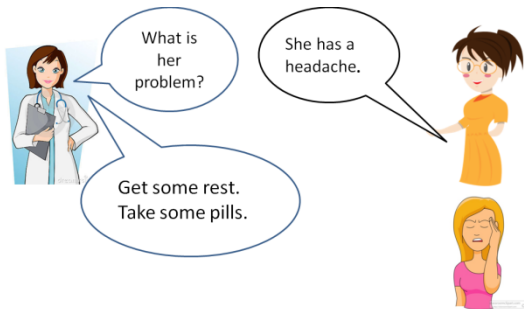 What is
her
problem?
She has a
headache.
Get some rest.
Take some pills.